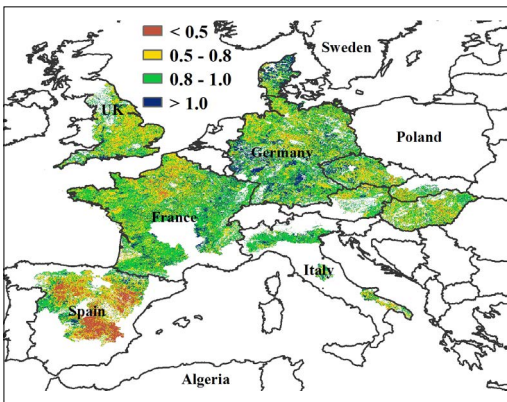 < 0.5
0.5 - 0.8
0.8 - 1.0
> 1.0
Sweden
UK
Poland
Germany
France
Italy
Spain
Algeria